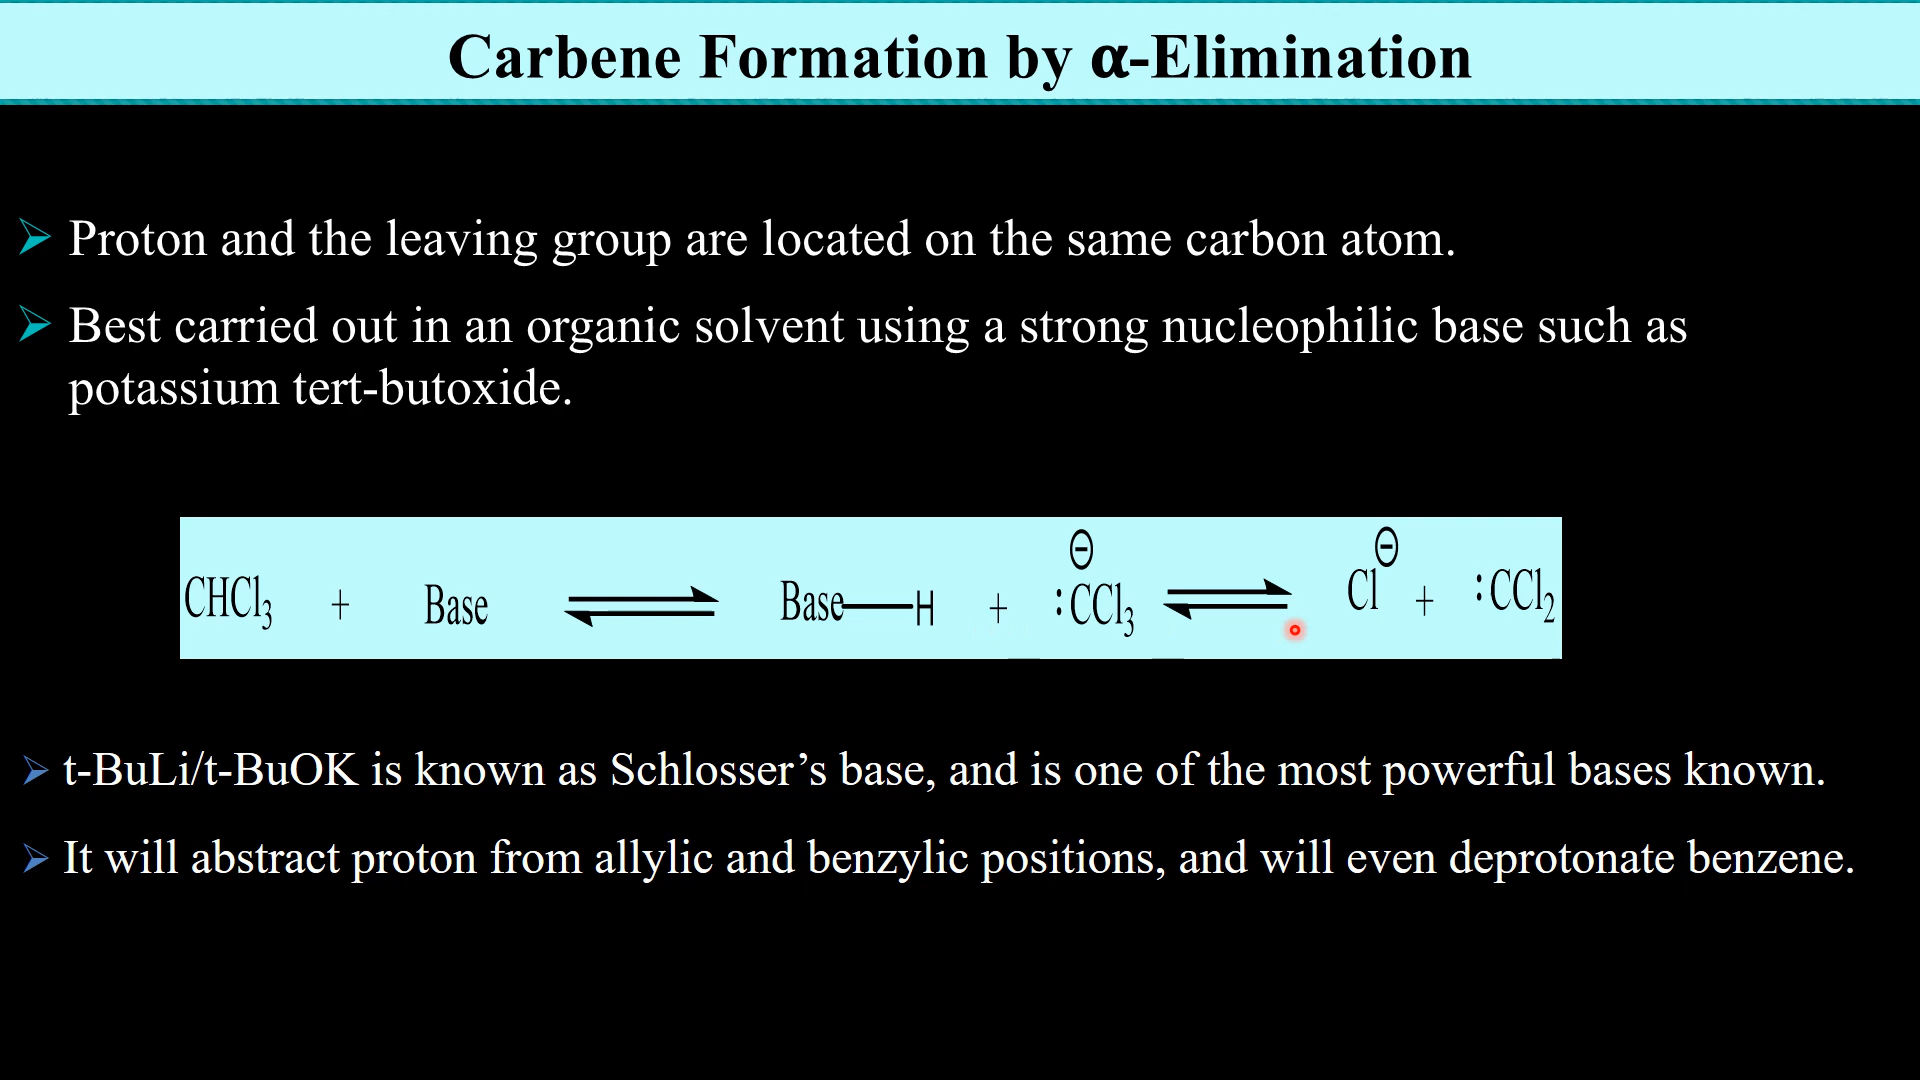 Carbene Formation by α-Elimination
➢ Proton and the leaving group are located on the same carbon atom.
➢ Best carried out in an organic solvent using a strong nucleophilic base such as
potassium tert-butoxide.
CHCl₃ + Base ⇌ Base—H + :CCl₃⊖ ⇌ Cl⊖ + :CCl₂
➢ t-BuLi/t-BuOK is known as Schlosser’s base, and is one of the most powerful bases known.
➢ It will abstract proton from allylic and benzylic positions, and will even deprotonate benzene.